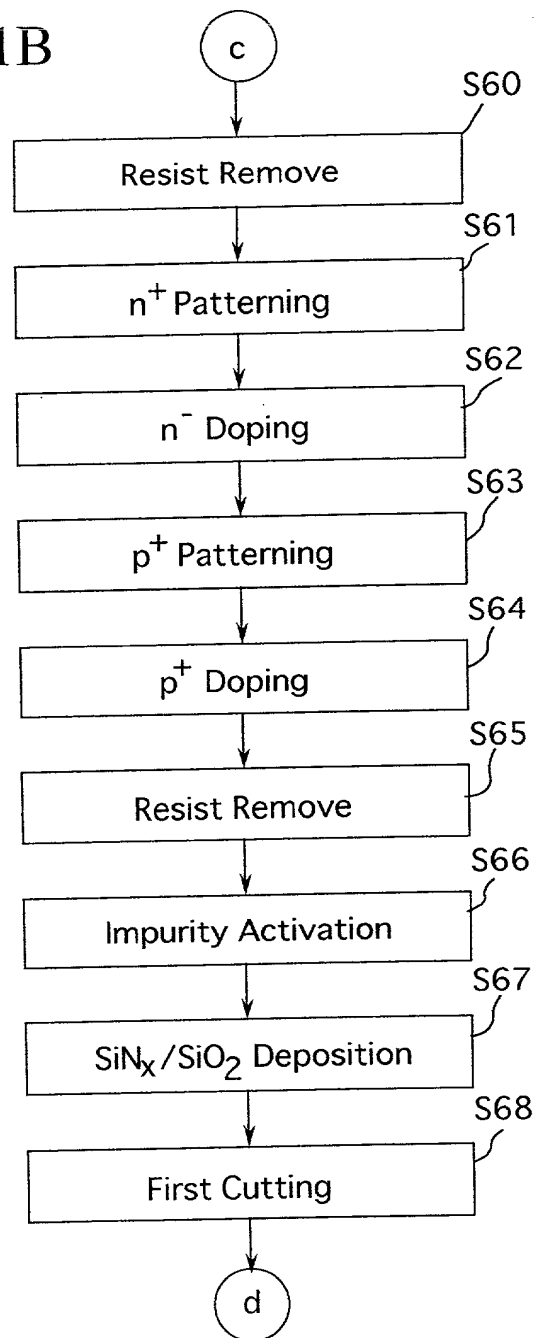 1B
c
S60
Resist Remove
S61
n⁺ Patterning
S62
n⁻ Doping
S63
p⁺ Patterning
S64
p⁺ Doping
S65
Resist Remove
S66
Impurity Activation
S67
SiNₓ/SiO₂ Deposition
S68
First Cutting
d